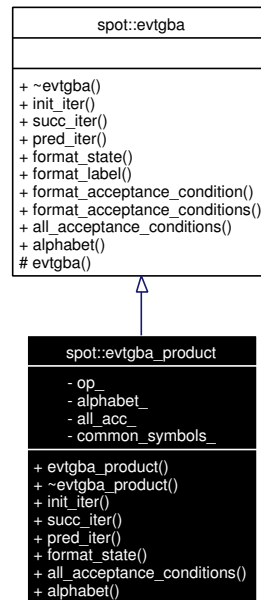 spot::evtgba
+ ~evtgba()
+ init_iter()
+ succ_iter()
+ pred_iter()
+ format_state()
+ format_label()
+ format_acceptance_condition()
+ format_acceptance_conditions()
+ all_acceptance_conditions()
+ alphabet()
# evtgba()
spot::evtgba_product
- op_
- alphabet_
- all_acc_
- common_symbols_
+ evtgba_product()
+ ~evtgba_product()
+ init_iter()
+ succ_iter()
+ pred_iter()
+ format_state()
+ all_acceptance_conditions()
+ alphabet()